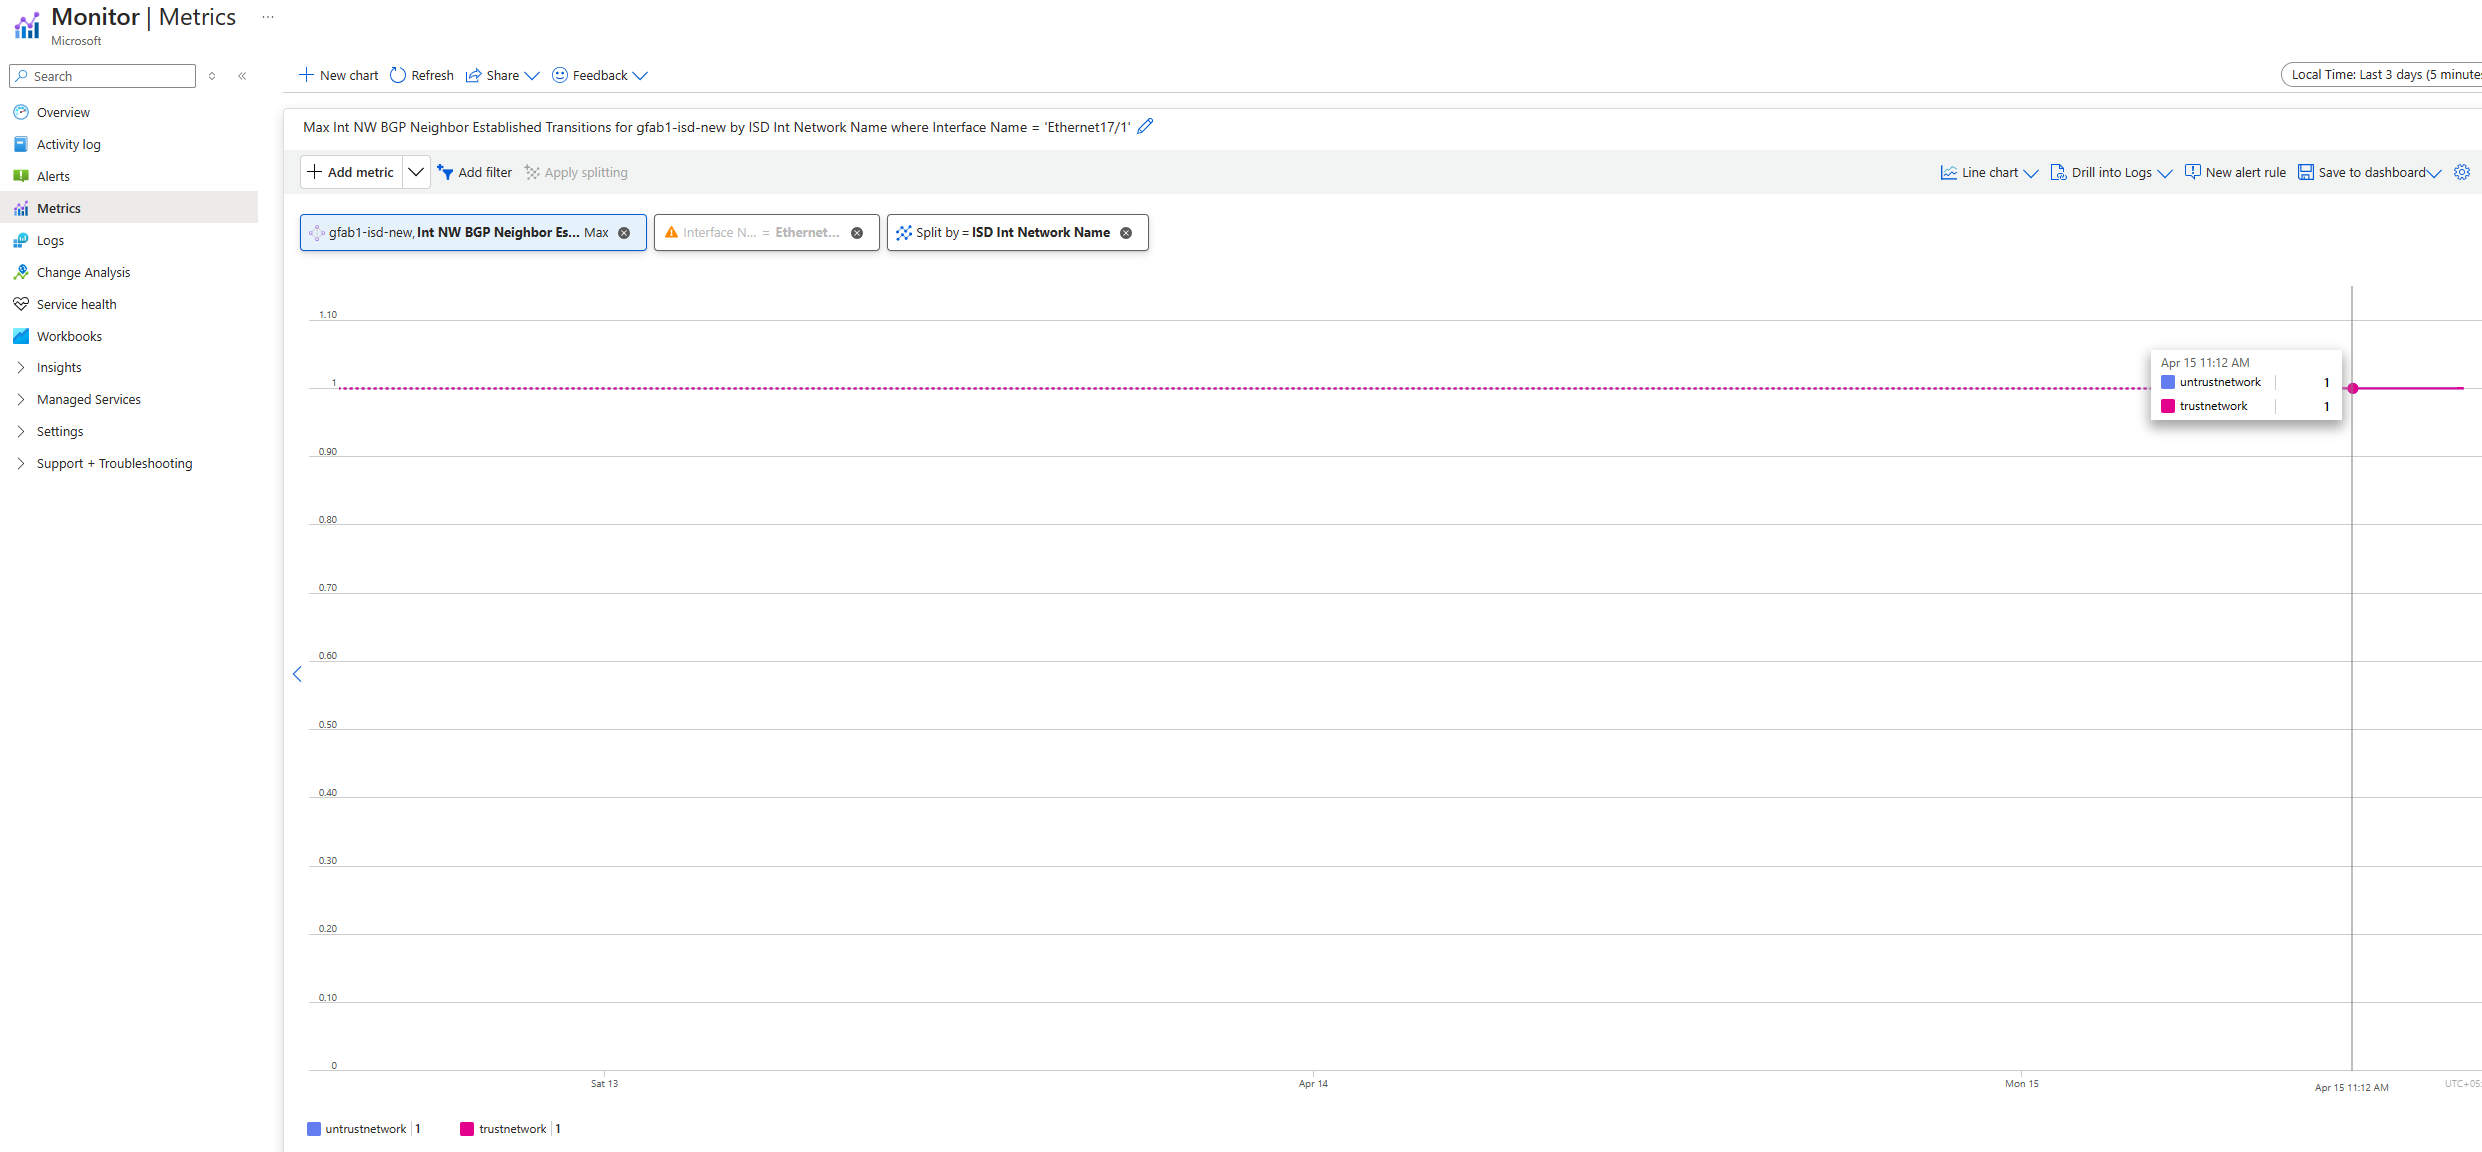 Monitor | Metrics ...
Microsoft
Search
Overview
Activity log
Alerts
Metrics
Logs
Change Analysis
Service health
Workbooks
Insights
Managed Services
Settings
Support + Troubleshooting
New chart Refresh Share Feedback
Local Time: Last 3 days (5 minutes
Max Int NW BGP Neighbor Established Transitions for gfab1-isd-new by ISD Int Network Name where Interface Name = 'Ethernet17/1'
Add metric Add filter Apply splitting
Line chart Drill into Logs New alert rule Save to dashboard
gfab1-isd-new, Int NW BGP Neighbor Es... Max
Interface N... = Ethernet...
Split by = ISD Int Network Name
1.10
1
0.90
0.80
0.70
0.60
0.50
0.40
0.30
0.20
0.10
0
Apr 15 11:12 AM
untrustnetwork 1
trustnetwork 1
Sat 13
Apr 14
Mon 15
Apr 15 11:12 AM
UTC+05:
untrustnetwork 1
trustnetwork 1